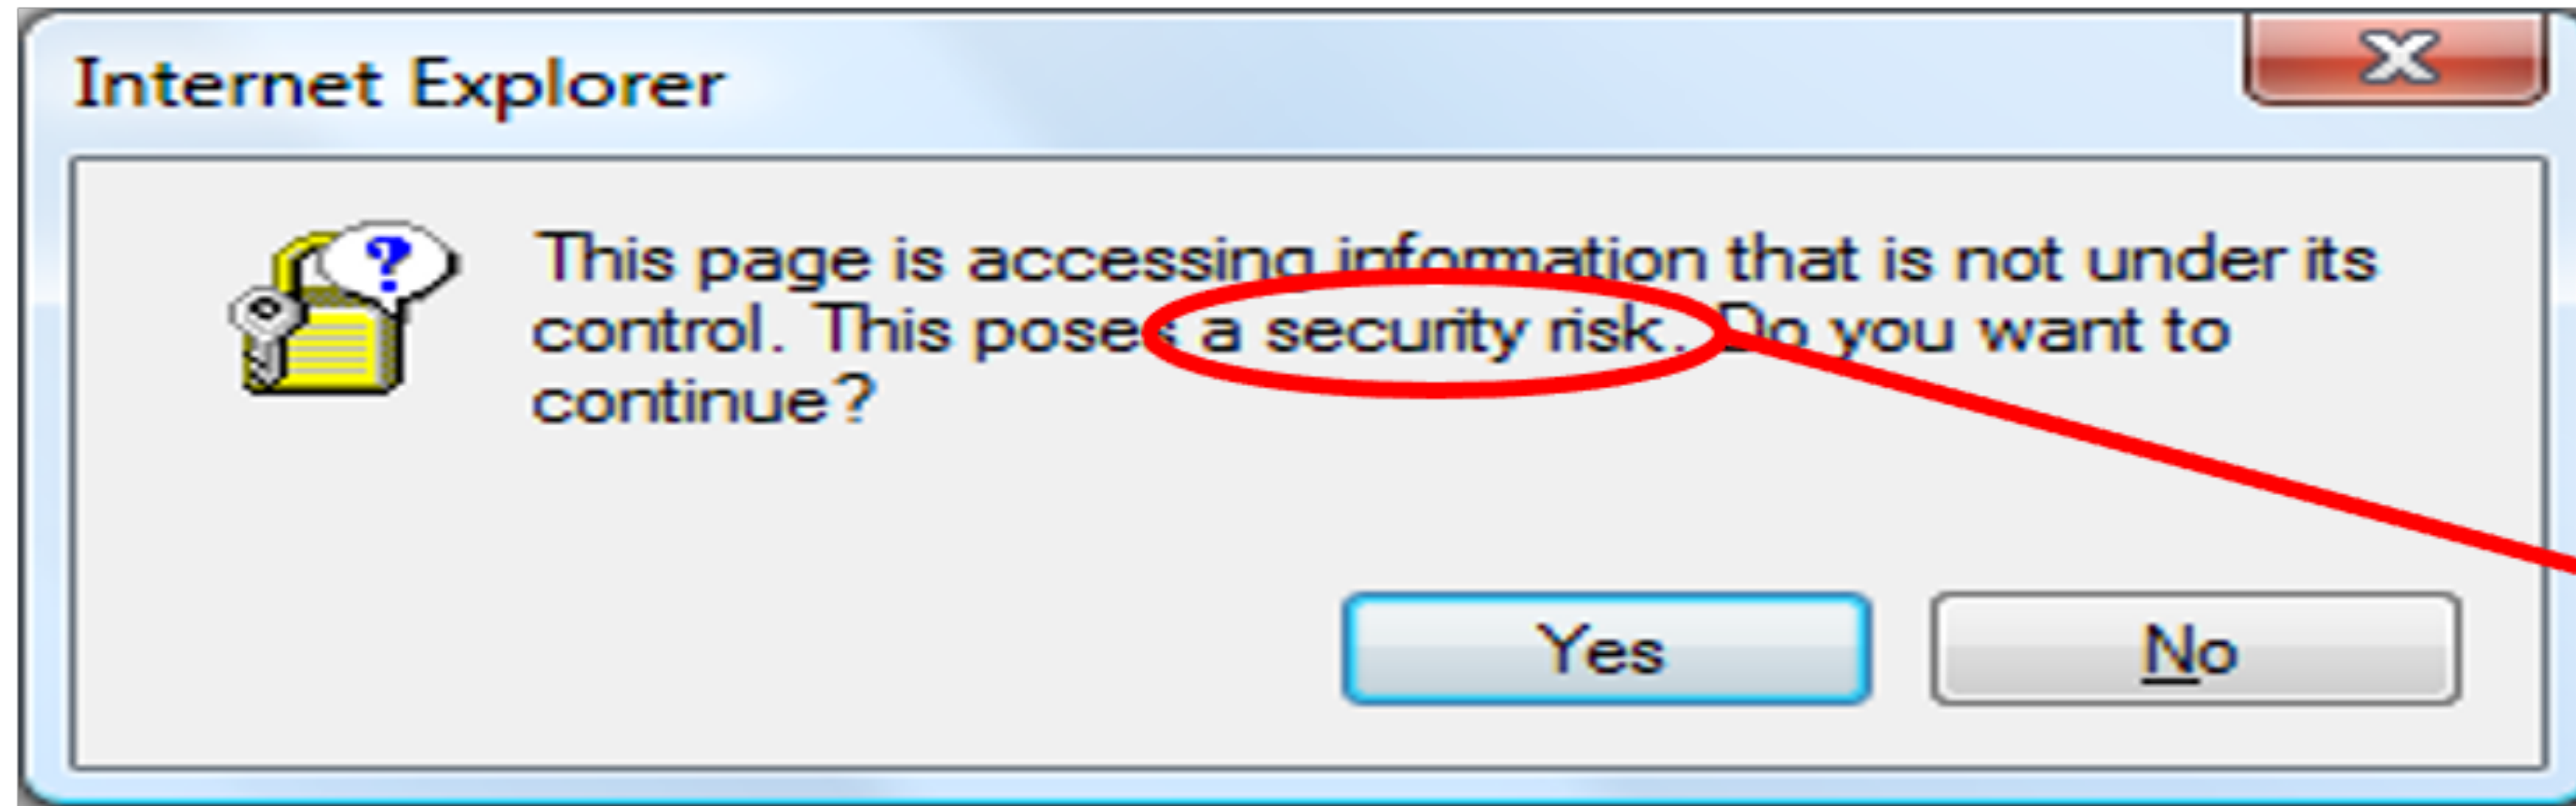 Internet Explorer
This page is accessing information that is not under its
control. This poses a security risk. Do you want to
continue?
Yes
No